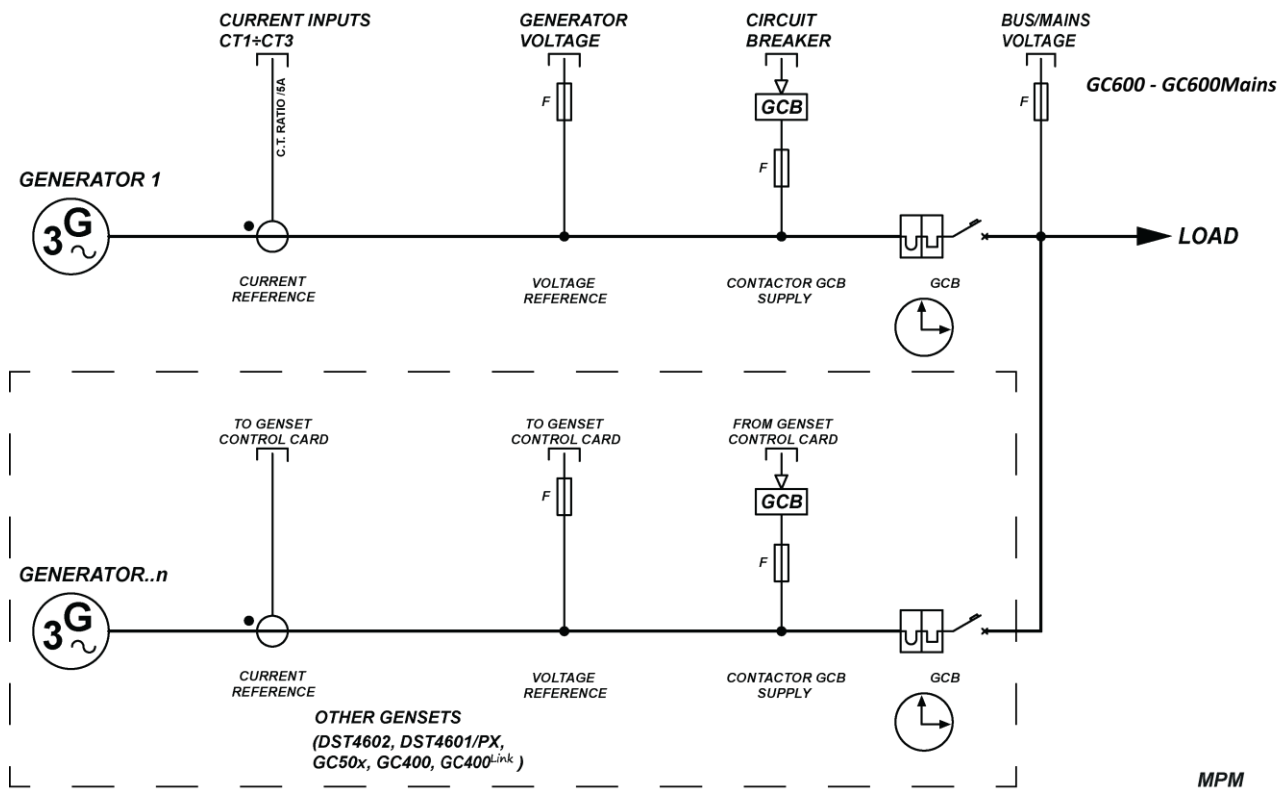 CURRENT INPUTS
CT1÷CT3
GENERATOR
VOLTAGE
CIRCUIT
BREAKER
BUS/MAINS
VOLTAGE
GC600 - GC600Mains
C.T. RATIO /5A
F
GCB
F
F
GENERATOR 1
3G
LOAD
CURRENT
REFERENCE
VOLTAGE
REFERENCE
CONTACTOR GCB
SUPPLY
GCB
TO GENSET
CONTROL CARD
TO GENSET
CONTROL CARD
FROM GENSET
CONTROL CARD
F
GCB
F
GENERATOR..n
3G
CURRENT
REFERENCE
VOLTAGE
REFERENCE
CONTACTOR GCB
SUPPLY
GCB
OTHER GENSETS
(DST4602, DST4601/PX,
GC50x, GC400, GC400Link )
MPM